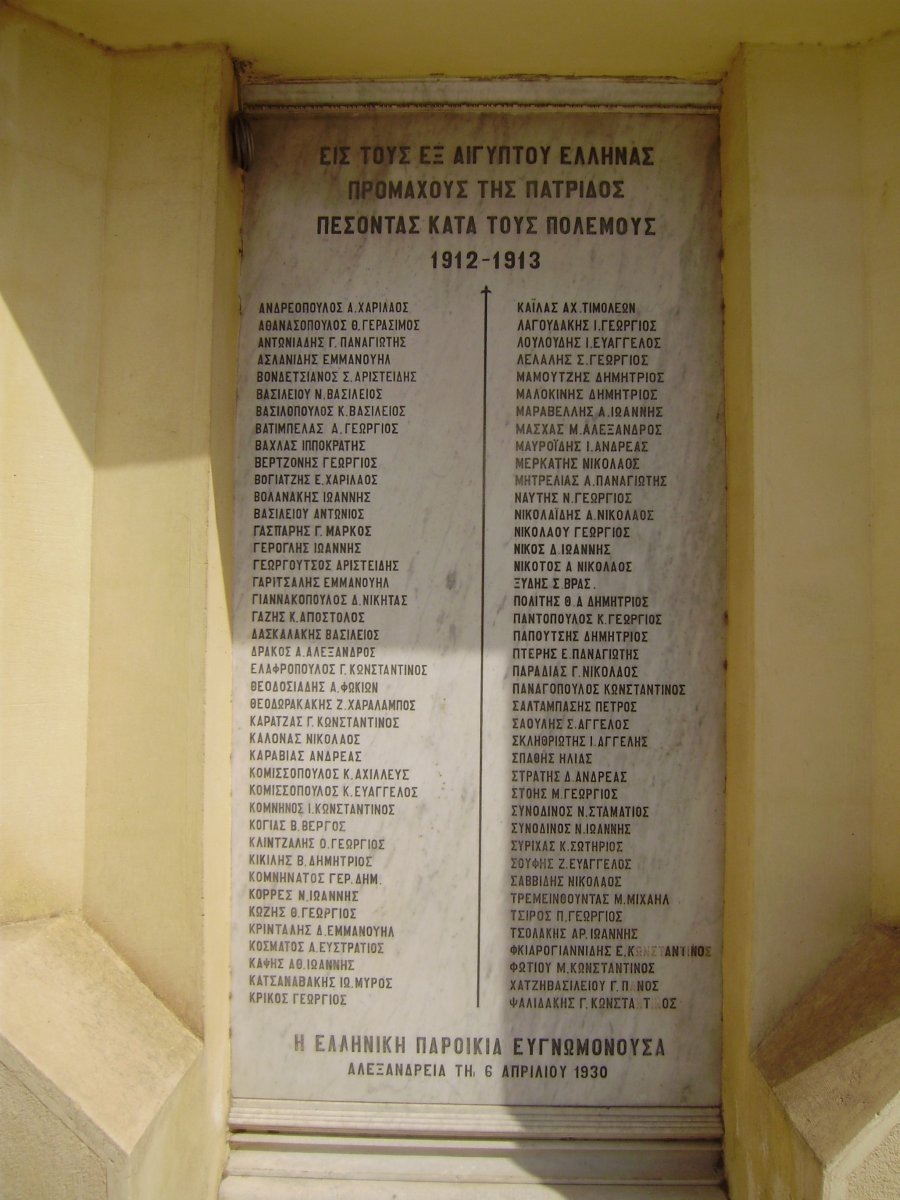 ΕΙΣ ΤΟΥΣ ΕΞ ΑΙΓΥΠΤΟΥ ΕΛΛΗΝΑΣ
ΠΡΟΜΑΧΟΥΣ ΤΗΣ ΠΑΤΡΙΔΟΣ
ΠΕΣΟΝΤΑΣ ΚΑΤΑ ΤΟΥΣ ΠΟΛΕΜΟΥΣ
1912-1913
ΑΝΔΡΕΟΠΟΥΛΟΣ Α.ΧΑΡΙΛΑΟΣ
ΑΘΑΝΑΣΟΠΟΥΛΟΣ Θ.ΓΕΡΑΣΙΜΟΣ
ΑΝΤΩΝΙΑΔΗΣ Γ. ΠΑΝΑΓΙΩΤΗΣ
ΑΣΛΑΝΙΔΗΣ ΕΜΜΑΝΟΥΗΛ
ΒΟΝΔΕΤΣΙΑΝΟΣ Σ.ΑΡΙΣΤΕΙΔΗΣ
ΒΑΣΙΛΕΙΟΥ Ν.ΒΑΣΙΛΕΙΟΣ
ΒΑΣΙΛΟΠΟΥΛΟΣ Κ.ΒΑΣΙΛΕΙΟΣ
ΒΑΤΙΜΠΕΛΑΣ Α.ΓΕΩΡΓΙΟΣ
ΒΑΧΛΑΣ ΙΠΠΟΚΡΑΤΗΣ
ΒΕΡΤΖΟΝΗΣ ΓΕΩΡΓΙΟΣ
ΒΟΓΙΑΤΖΗΣ Ε.ΧΑΡΙΛΑΟΣ
ΒΟΛΑΝΑΚΗΣ ΙΩΑΝΝΗΣ
ΒΑΣΙΛΕΙΟΥ ΑΝΤΩΝΙΟΣ
ΓΑΣΠΑΡΗΣ Γ.ΜΑΡΚΟΣ
ΓΕΡΟΓΛΗΣ ΙΩΑΝΝΗΣ
ΓΕΩΡΓΟΥΤΣΟΣ ΑΡΙΣΤΕΙΔΗΣ
ΓΑΡΙΤΣΑΛΗΣ ΕΜΜΑΝΟΥΗΛ
ΓΙΑΝΝΑΚΟΠΟΥΛΟΣ Δ.ΝΙΚΗΤΑΣ
ΓΑΖΗΣ Κ.ΑΠΟΣΤΟΛΟΣ
ΔΑΣΚΑΛΑΚΗΣ ΒΑΣΙΛΕΙΟΣ
ΔΡΑΚΟΣ Α.ΑΛΕΞΑΝΔΡΟΣ
ΕΛΑΦΡΟΠΟΥΛΟΣ Γ.ΚΩΝΣΤΑΝΤΙΝΟΣ
ΘΕΟΔΟΣΙΑΔΗΣ Α.ΦΩΚΙΩΝ
ΘΕΟΔΩΡΑΚΑΚΗΣ Ζ.ΧΑΡΑΛΑΜΠΟΣ
ΚΑΡΑΤΖΑΣ Γ.ΚΩΝΣΤΑΝΤΙΝΟΣ
ΚΑΛΟΝΑΣ ΝΙΚΟΛΑΟΣ
ΚΑΡΑΒΙΑΣ ΑΝΔΡΕΑΣ
ΚΟΜΙΣΣΟΠΟΥΛΟΣ Κ.ΑΧΙΛΛΕΥΣ
ΚΟΜΙΣΣΟΠΟΥΛΟΣ Κ.ΕΥΑΓΓΕΛΟΣ
ΚΟΜΝΗΝΟΣ Ι.ΚΩΝΣΤΑΝΤΙΝΟΣ
ΚΟΓΙΑΣ Β.ΒΕΡΓΟΣ
ΚΛΙΝΤΖΑΛΗΣ Ο.ΓΕΩΡΓΙΟΣ
ΚΙΚΙΛΗΣ Β.ΔΗΜΗΤΡΙΟΣ
ΚΟΜΝΗΝΑΤΟΣ ΓΕΡ.ΔΗΜ.
ΚΟΡΡΕΣ Ν.ΙΩΑΝΝΗΣ
ΚΩΖΗΣ Θ.ΓΕΩΡΓΙΟΣ
ΚΡΙΝΤΑΛΗΣ Δ.ΕΜΜΑΝΟΥΗΛ
ΚΟΣΜΑΤΟΣ Α.ΕΥΣΤΡΑΤΙΟΣ
ΚΑΨΗΣ ΑΘ.ΙΩΑΝΝΗΣ
ΚΑΤΣΑΝΑΒΑΚΗΣ ΙΩ.ΜΥΡΟΣ
ΚΡΙΚΟΣ ΓΕΩΡΓΙΟΣ
ΚΑΪΛΑΣ ΑΧ.ΤΙΜΟΛΕΩΝ
ΛΑΓΟΥΔΑΚΗΣ Ι.ΓΕΩΡΓΙΟΣ
ΛΟΥΛΟΥΔΗΣ Ι.ΕΥΑΓΓΕΛΟΣ
ΛΕΛΑΛΗΣ Σ.ΓΕΩΡΓΙΟΣ
ΜΑΜΟΥΤΖΗΣ ΔΗΜΗΤΡΙΟΣ
ΜΑΛΟΚΙΝΗΣ ΔΗΜΗΤΡΙΟΣ
ΜΑΡΑΒΕΛΛΗΣ Α.ΙΩΑΝΝΗΣ
ΜΑΣΧΑΣ Μ.ΑΛΕΞΑΝΔΡΟΣ
ΜΑΥΡΟΪΔΗΣ Ι.ΑΝΔΡΕΑΣ
ΜΕΡΚΑΤΗΣ ΝΙΚΟΛΑΟΣ
ΜΗΤΡΕΛΙΑΣ Α.ΠΑΝΑΓΙΩΤΗΣ
ΝΑΥΤΗΣ Ν.ΓΕΩΡΓΙΟΣ
ΝΙΚΟΛΑΪΔΗΣ Α.ΝΙΚΟΛΑΟΣ
ΝΙΚΟΛΑΟΥ ΓΕΩΡΓΙΟΣ
ΝΙΚΟΣ Δ.ΙΩΑΝΝΗΣ
ΝΙΚΟΤΟΣ Α ΝΙΚΟΛΑΟΣ
ΞΥΔΗΣ Σ ΒΡΑΣ.
ΠΟΛΙΤΗΣ Θ.Α ΔΗΜΗΤΡΙΟΣ
ΠΑΝΤΟΠΟΥΛΟΣ Κ.ΓΕΩΡΓΙΟΣ
ΠΑΠΟΥΤΣΗΣ ΔΗΜΗΤΡΙΟΣ
ΠΤΕΡΗΣ Ε.ΠΑΝΑΓΙΩΤΗΣ
ΠΑΡΑΔΙΑΣ Γ.ΝΙΚΟΛΑΟΣ
ΠΑΝΑΓΟΠΟΥΛΟΣ ΚΩΝΣΤΑΝΤΙΝΟΣ
ΣΑΛΤΑΜΠΑΣΗΣ ΠΕΤΡΟΣ
ΣΑΟΥΛΗΣ Σ.ΑΓΓΕΛΟΣ
ΣΚΛΗΘΡΙΩΤΗΣ Ι.ΑΓΓΕΛΗΣ
ΣΠΑΘΗΣ ΗΛΙΑΣ
ΣΤΡΑΤΗΣ Δ.ΑΝΔΡΕΑΣ
ΣΤΟΗΣ Μ.ΓΕΩΡΓΙΟΣ
ΣΥΝΟΔΙΝΟΣ Ν.ΣΤΑΜΑΤΙΟΣ
ΣΥΝΟΔΙΝΟΣ Ν.ΙΩΑΝΝΗΣ
ΣΥΡΙΧΑΣ Κ.ΣΩΤΗΡΙΟΣ
ΣΟΥΦΗΣ Ζ.ΕΥΑΓΓΕΛΟΣ
ΣΑΒΒΙΔΗΣ ΝΙΚΟΛΑΟΣ
ΤΡΕΜΕΙΝΘΟΥΝΤΑΣ Μ.ΜΙΧΑΗΛ
ΤΣΙΡΟΣ Π.ΓΕΩΡΓΙΟΣ
ΤΣΟΛΑΚΗΣ ΑΡ.ΙΩΑΝΝΗΣ
ΦΚΙΑΡΟΓΙΑΝΝΙΔΗΣ Ε.ΚΩΝΣΤΑΝΤΙΝΟΣ
ΦΩΤΙΟΥ Μ.ΚΩΝΣΤΑΝΤΙΝΟΣ
ΧΑΤΖΗΒΑΣΙΛΕΙΟΥ Γ.
ΨΑΛΙΔΑΚΗΣ Γ.ΚΩΝΣΤΑΝΤΙΝΟΣ
Η ΕΛΛΗΝΙΚΗ ΠΑΡΟΙΚΙΑ ΕΥΓΝΩΜΟΝΟΥΣΑ
ΑΛΕΞΑΝΔΡΕΙΑ ΤΗ, 6 ΑΠΡΙΛΙΟΥ 1930